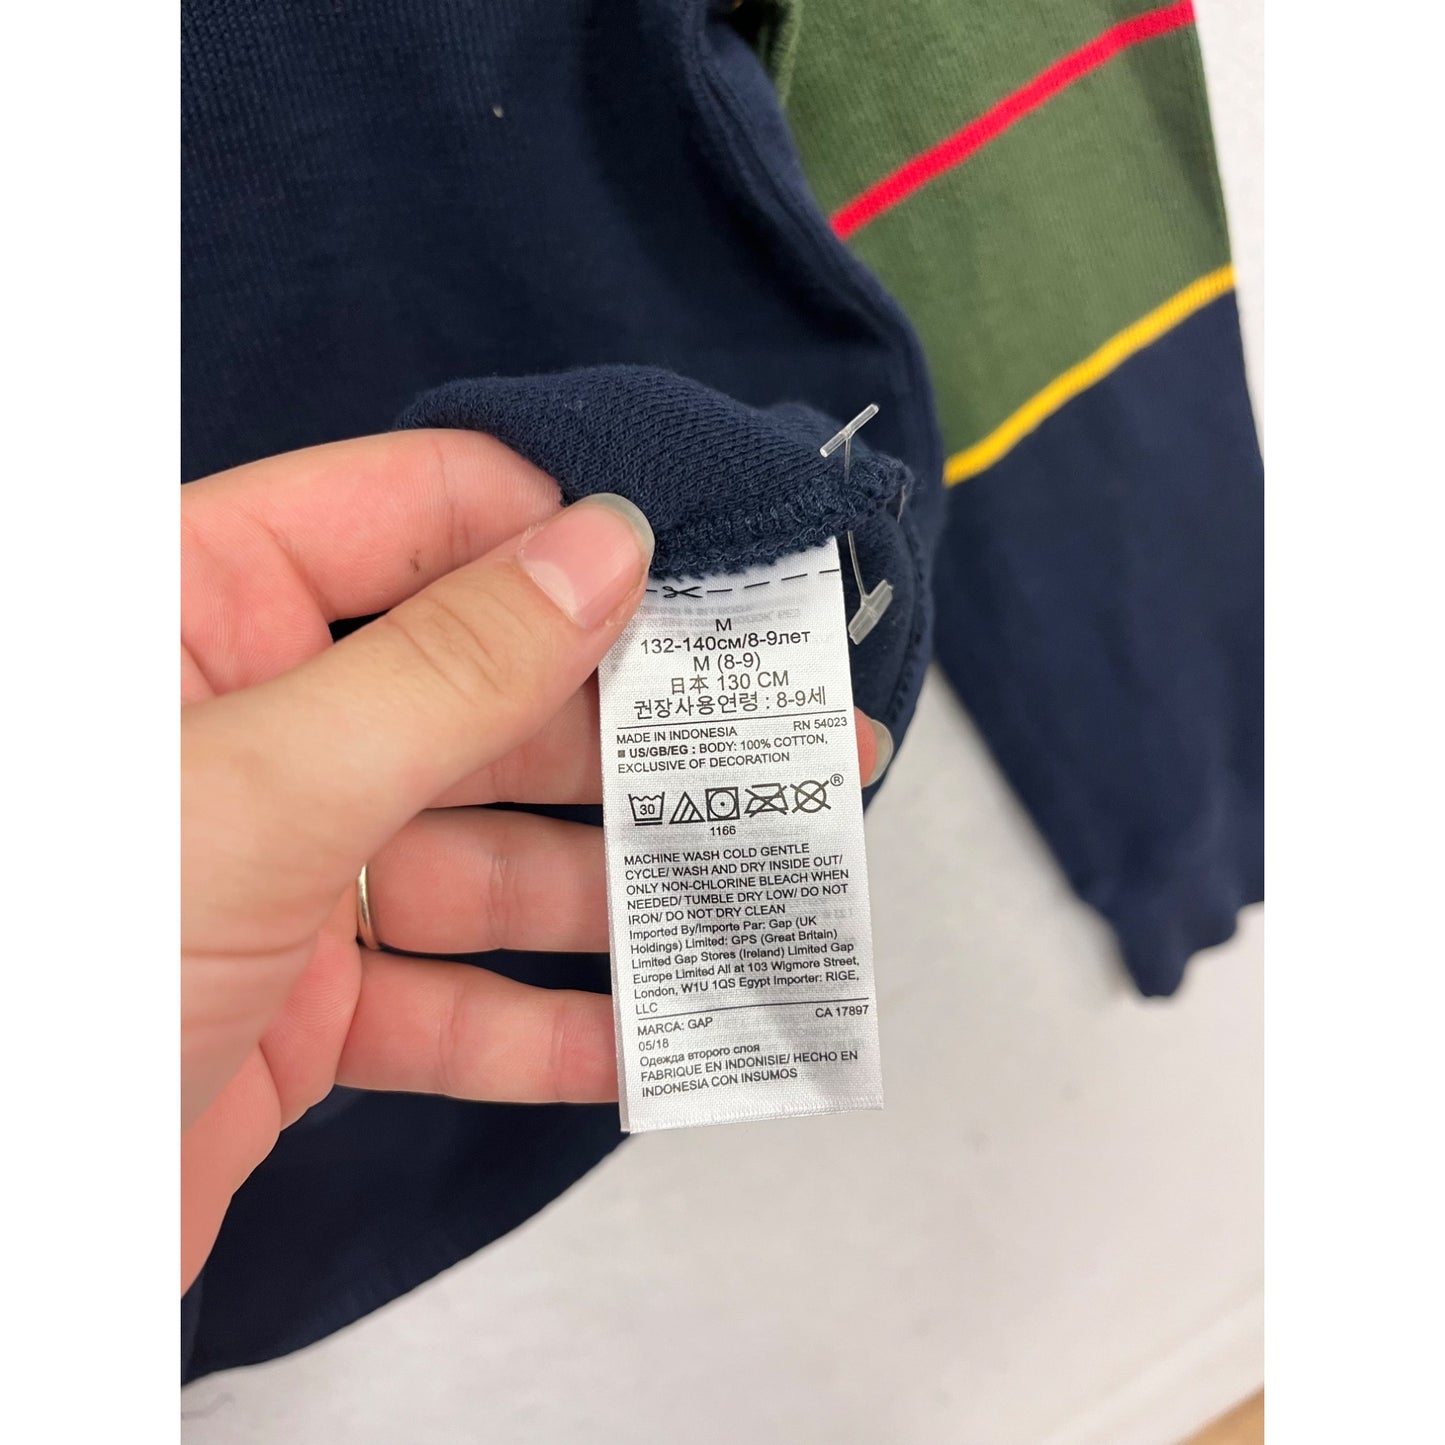 M
132-140см/8-9лет
M (8-9)
日本 130 CM
권장사용연령 : 8-9세
RN 54023
MADE IN INDONESIA
US/GB/EG : BODY: 100% COTTON,
EXCLUSIVE OF DECORATION
30
®
1166
MACHINE WASH COLD GENTLE
CYCLE/ WASH AND DRY INSIDE OUT/
ONLY NON-CHLORINE BLEACH WHEN
NEEDED/ TUMBLE DRY LOW/ DO NOT
IRON/ DO NOT DRY CLEAN
Imported By/Importe Par: Gap (UK
Holdings) Limited: GPS (Great Britain)
Limited Gap Stores (Ireland) Limited Gap
Europe Limited All at 103 Wigmore Street,
London, W1U 1QS Egypt Importer: RIGE,
LLC
CA 17897
MARCA: GAP
05/18
Одежда второго слоя
FABRIQUE EN INDONISIE/ HECHO EN
INDONESIA CON INSUMOS